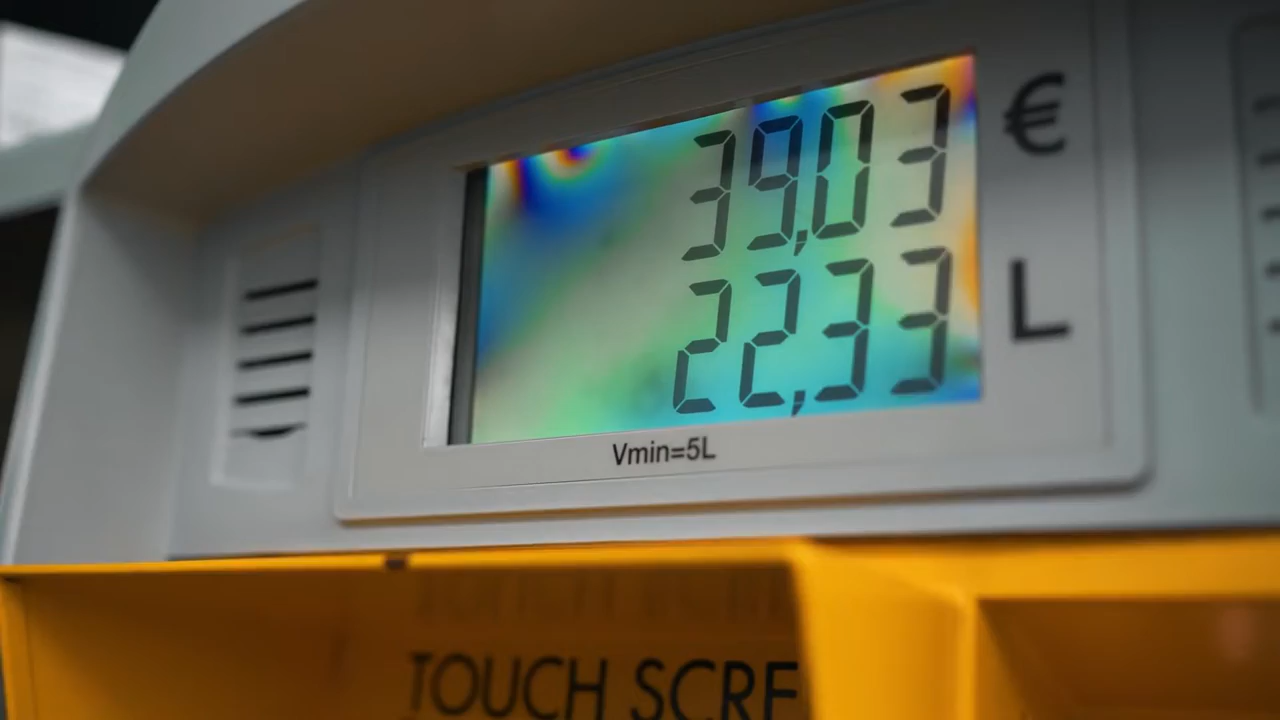 39,03 €
22,33 L
Vmin=5L
TOUCH SCRE